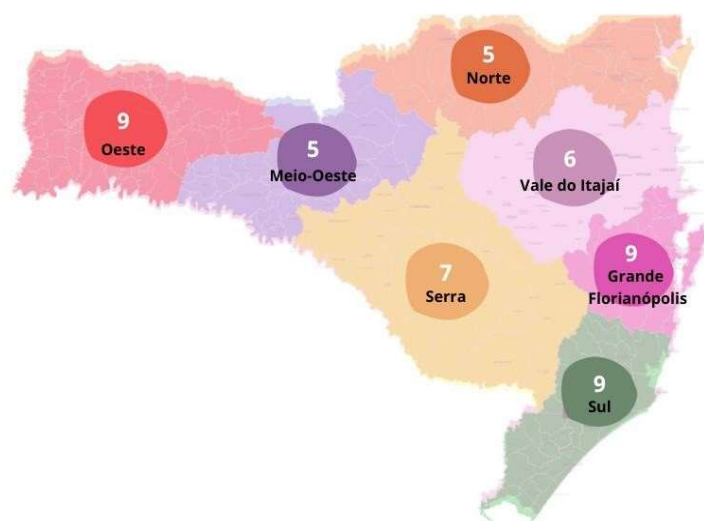 5
Norte
9
Oeste
5
Meio-Oeste
6
Vale do Itajaí
9
Grande
Florianópolis
7
Serra
9
Sul